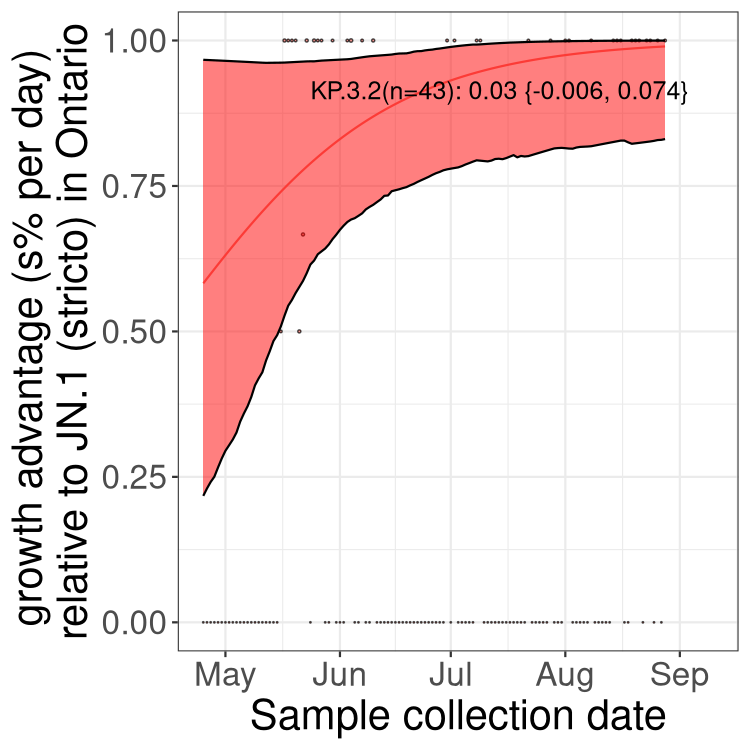 growth advantage (s% per day)
relative to JN.1 (stricto) in Ontario
1.00
0.75
0.50
0.25
0.00
KP.3.2(n=43): 0.03 {-0.006, 0.074}
May Jun Jul Aug Sep
Sample collection date